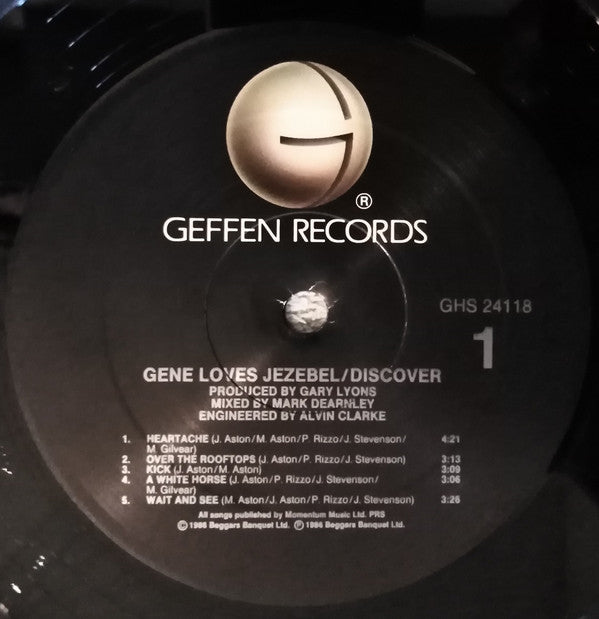 G
®
GEFFEN RECORDS
GHS 24118
1
GENE LOVES JEZEBEL/DISCOVER
PRODUCED BY GARY LYONS
MIXED BY MARK DEARNLEY
ENGINEERED BY ALVIN CLARKE
1. HEARTACHE (J. Aston/M. Aston/P. Rizzo/J. Stevenson/ 4:21
M. Gilvear)
2. OVER THE ROOFTOPS (J. Aston/P. Rizzo/J. Stevenson) 3:13
3. KICK (J. Aston/M. Aston) 3:09
4. A WHITE HORSE (J. Aston/P. Rizzo/J. Stevenson/ 3:06
M. Gilvear)
5. WAIT AND SEE (M. Aston/J. Aston/P. Rizzo/J. Stevenson) 3:26
All songs published by Momentum Music Ltd. PRS
© 1986 Beggars Banquet Ltd. ℗ 1986 Beggars Banquet Ltd.